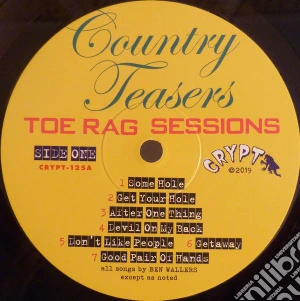 Country
Teasers
TOE RAG SESSIONS
SIDE ONE
CRYPT-125A
CRYPT
©2019
1 Some Hole
2 Get Your Hole
3 After One Thing
4 Devil On My Back
5 Don't Like People 6 Getaway
7 Good Pair Of Hands
all songs by BEN WALLERS
except as noted